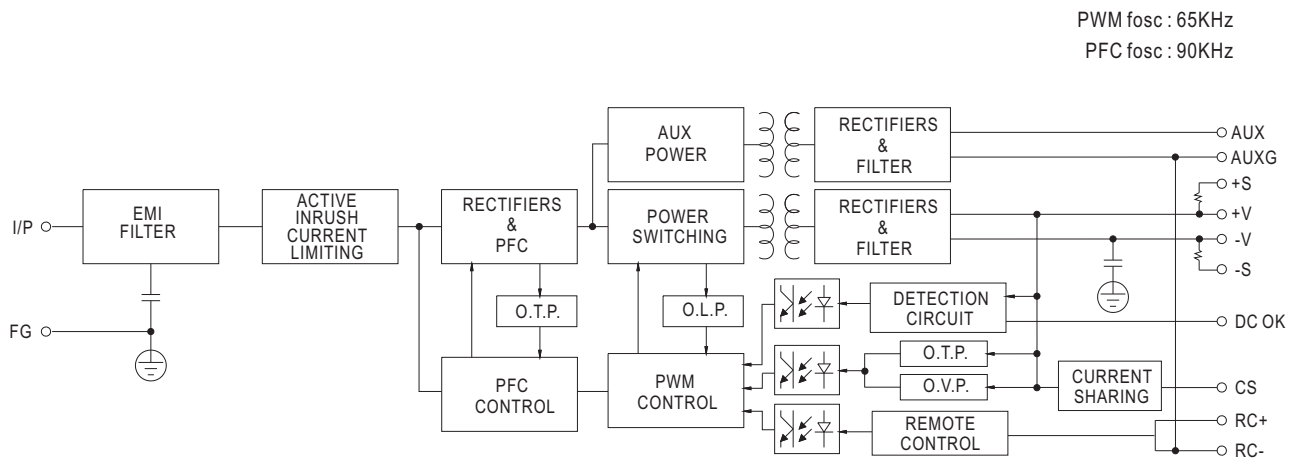 PWM fosc : 65KHz
PFC fosc : 90KHz
AUX
POWER
RECTIFIERS
&
FILTER
AUX
AUXG
I/P
EMI
FILTER
ACTIVE
INRUSH
CURRENT
LIMITING
RECTIFIERS
&
PFC
POWER
SWITCHING
RECTIFIERS
&
FILTER
+S
+V
-V
-S
FG
O.T.P.
O.L.P.
DETECTION
CIRCUIT
DC OK
PFC
CONTROL
PWM
CONTROL
O.T.P.
O.V.P.
CURRENT
SHARING
CS
REMOTE
CONTROL
RC+
RC-